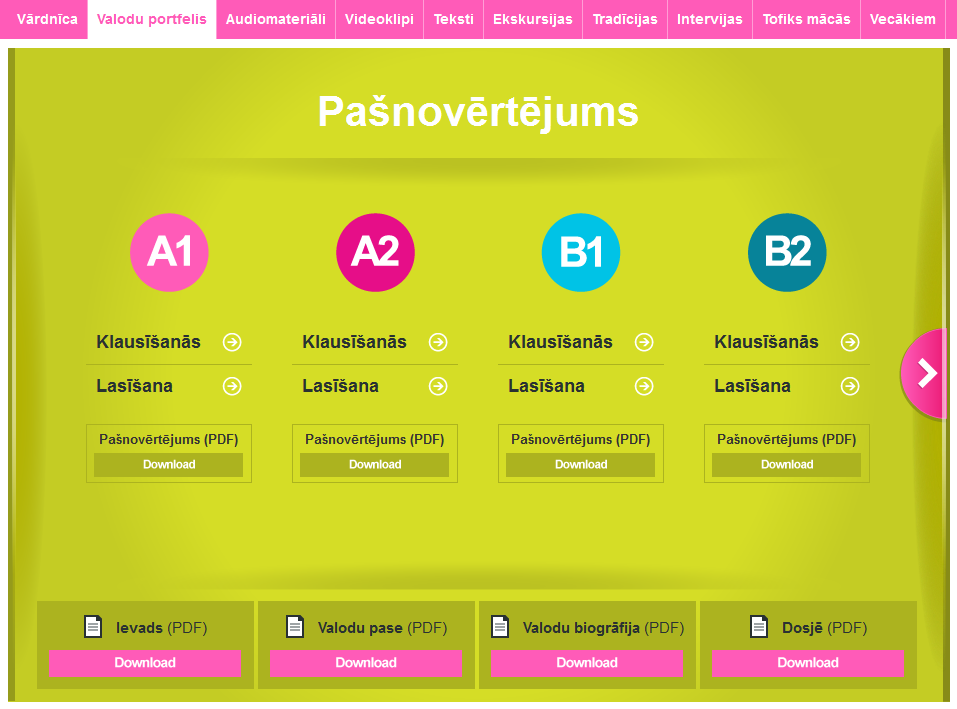 Vārdnīca Valodu portfelis Audiomateriāli Videoklipi Teksti Ekskursijas Tradīcijas Intervijas Tofiks mācās Vecākiem
Pašnovērtējums
A1 A2 B1 B2
Klausīšanās Klausīšanās Klausīšanās Klausīšanās
Lasīšana Lasīšana Lasīšana Lasīšana
Pašnovērtējums (PDF) Pašnovērtējums (PDF) Pašnovērtējums (PDF) Pašnovērtējums (PDF)
Download Download Download Download
Ievads (PDF) Valodu pase (PDF) Valodu biogrāfija (PDF) Dosjē (PDF)
Download Download Download Download